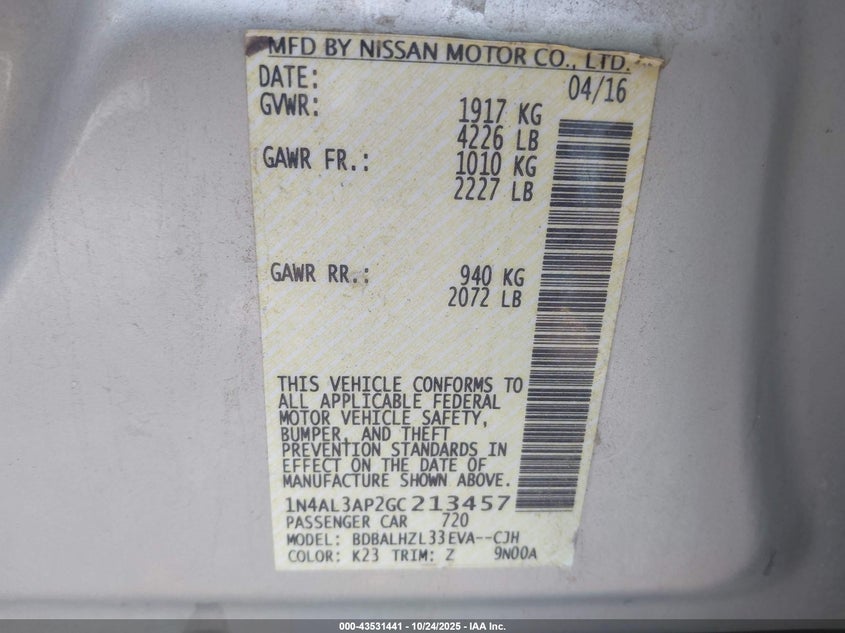 MFD BY NISSAN MOTOR CO., LTD.
DATE: 04/16
GVWR: 1917 KG
4226 LB
GAWR FR.: 1010 KG
2227 LB
GAWR RR.: 940 KG
2072 LB
THIS VEHICLE CONFORMS TO
ALL APPLICABLE FEDERAL
MOTOR VEHICLE SAFETY,
BUMPER, AND THEFT
PREVENTION STANDARDS IN
EFFECT ON THE DATE OF
MANUFACTURE SHOWN ABOVE.
1N4AL3AP2GC213457
PASSENGER CAR 720
MODEL: BDBALHZL33EVA--CJH
COLOR: K23 TRIM: Z 9N00A
000-43531441 - 10/24/2025 - IAA Inc.